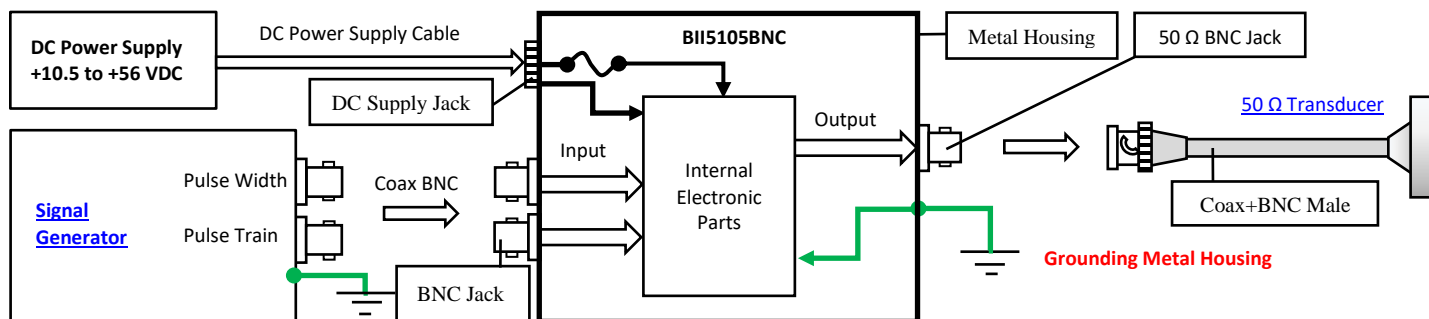 DC Power Supply
+10.5 to +56 VDC
DC Power Supply Cable
DC Supply Jack
BII5105BNC
Metal Housing
50 Ω BNC Jack
50 Ω Transducer
Signal
Generator
Pulse Width
Pulse Train
Coax BNC
BNC Jack
Input
Internal
Electronic
Parts
Output
Coax+BNC Male
Grounding Metal Housing